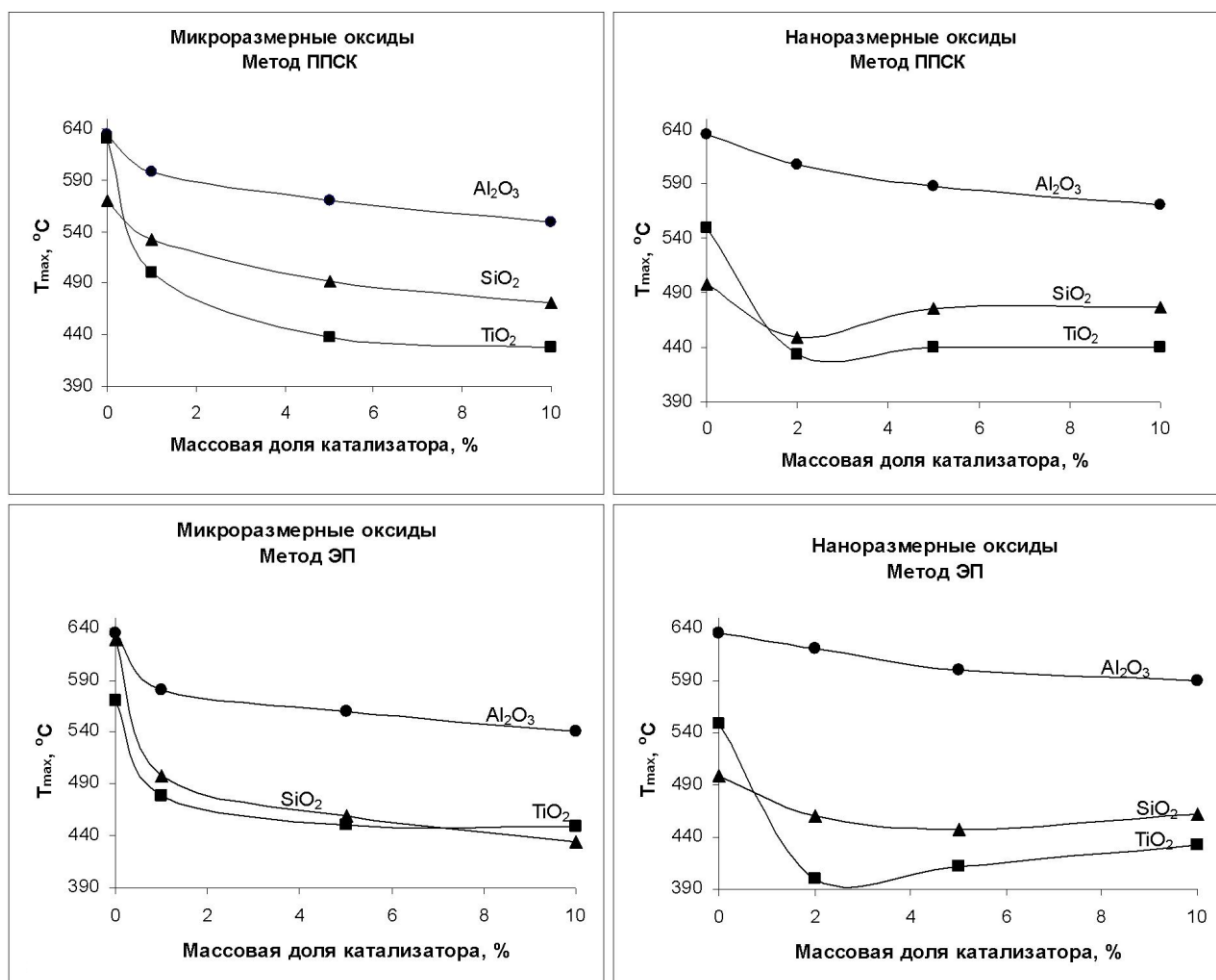 Микроразмерные оксиды
Метод ППСК
640
590
540
490
440
390
Tmax, °C
Al2O3
SiO2
TiO2
0 2 4 6 8 10
Массовая доля катализатора, %
Наноразмерные оксиды
Метод ППСК
640
590
540
490
440
390
Tmax, °C
Al2O3
SiO2
TiO2
0 2 4 6 8 10
Массовая доля катализатора, %
Микроразмерные оксиды
Метод ЭП
640
590
540
490
440
390
Tmax, °C
Al2O3
SiO2
TiO2
0 2 4 6 8 10
Массовая доля катализатора, %
Наноразмерные оксиды
Метод ЭП
640
590
540
490
440
390
Tmax, °C
Al2O3
SiO2
TiO2
0 2 4 6 8 10
Массовая доля катализатора, %